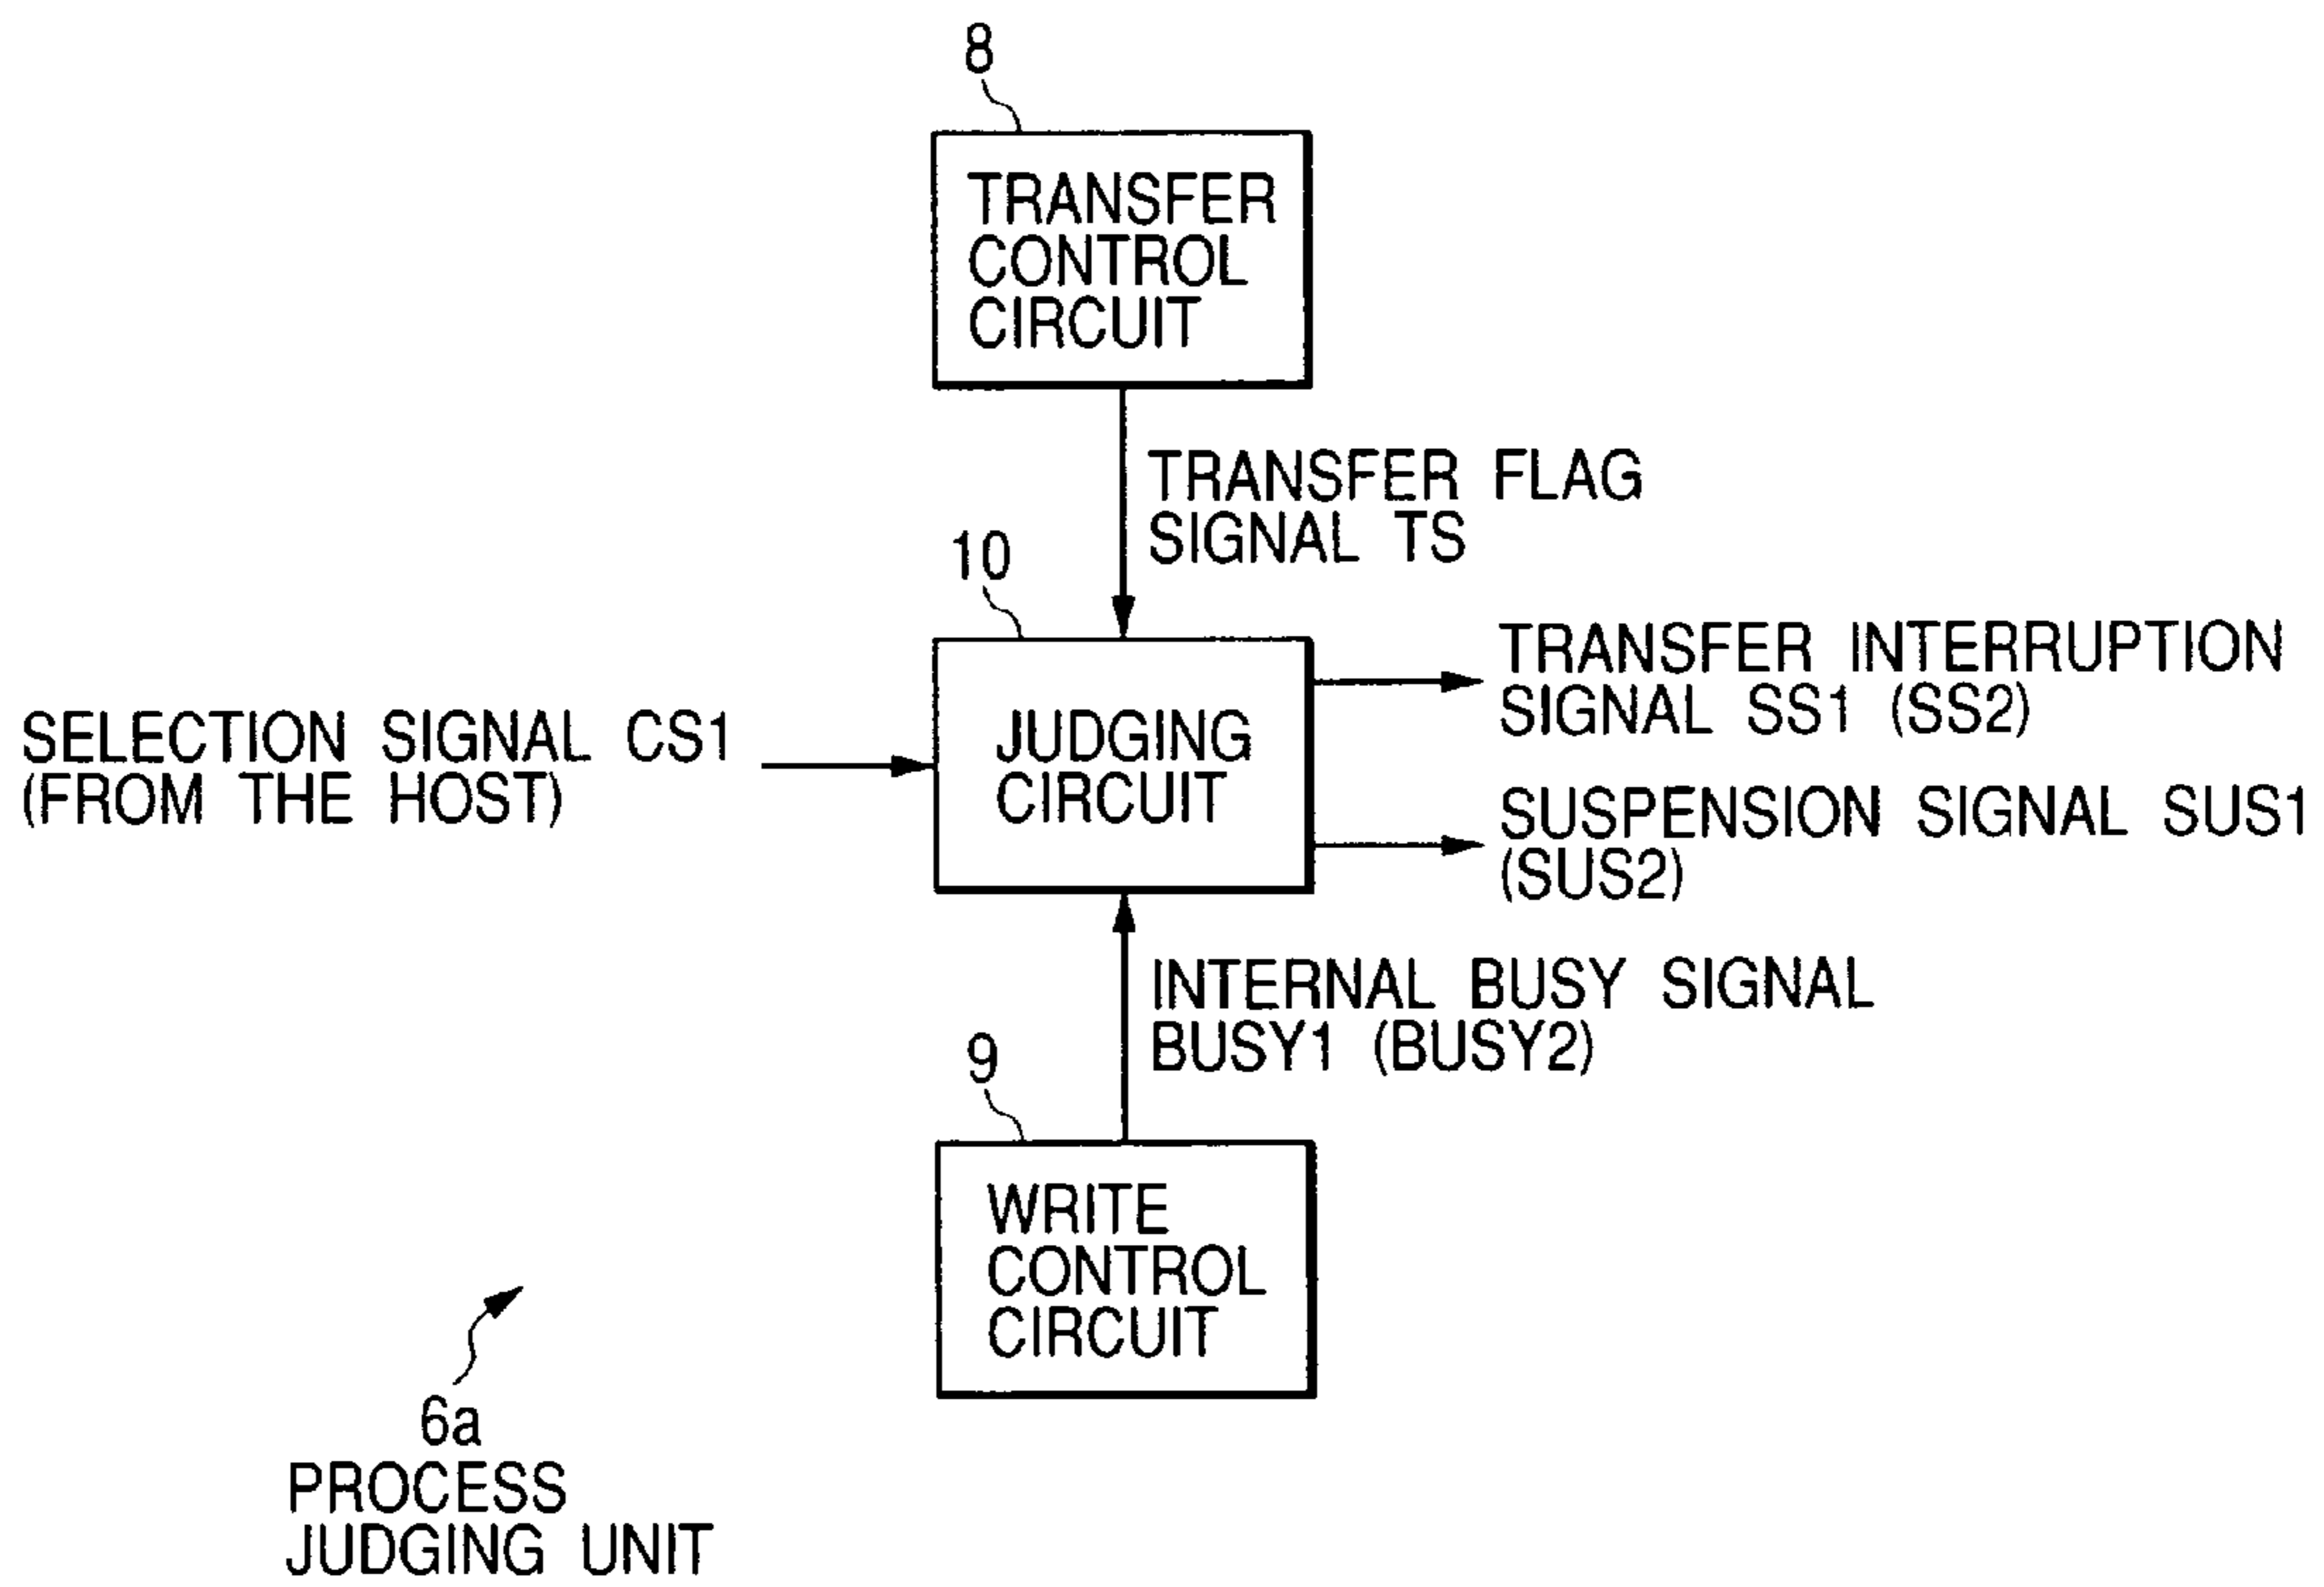 8
TRANSFER
CONTROL
CIRCUIT
TRANSFER FLAG
SIGNAL TS
10
JUDGING
CIRCUIT
SELECTION SIGNAL CS1
(FROM THE HOST)
TRANSFER INTERRUPTION
SIGNAL SS1 (SS2)
SUSPENSION SIGNAL SUS1
(SUS2)
INTERNAL BUSY SIGNAL
BUSY1 (BUSY2)
9
WRITE
CONTROL
CIRCUIT
6a
PROCESS
JUDGING UNIT